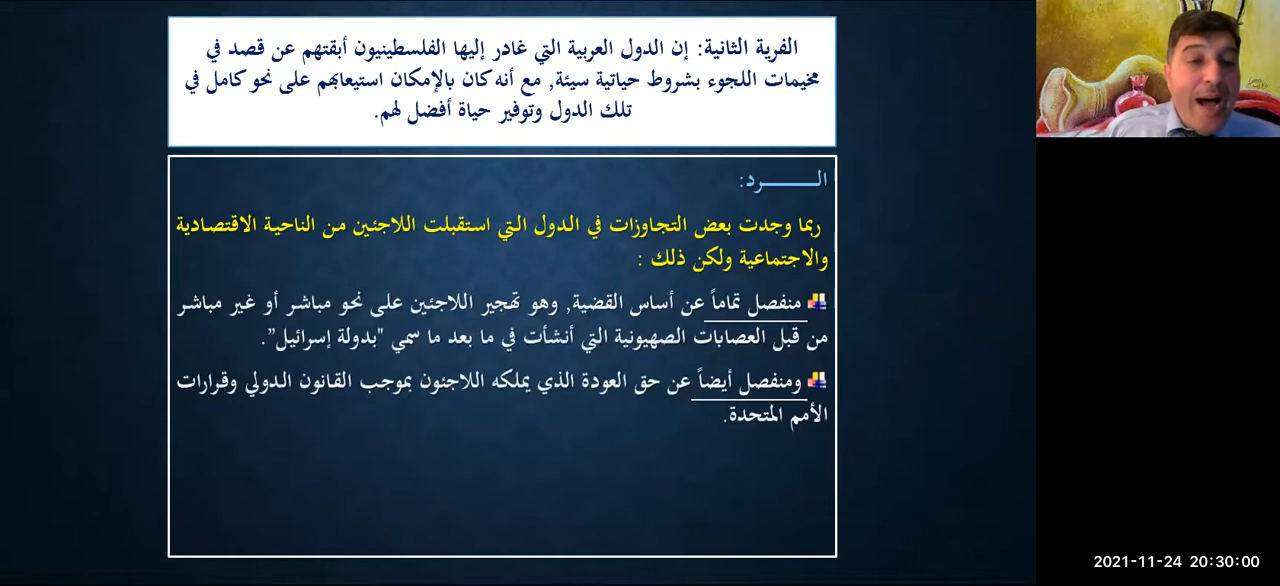 الفرية الثانية: إن الدول العربية التي غادر إليها الفلسطينيون أبقتهم عن قصد في
مخيمات اللجوء بشروط حياتية سيئة, مع أنه كان بالإمكان استيعابهم على نحو كامل في
تلك الدول وتوفير حياة أفضل لهم.
الـــــــرد:
ربما وجدت بعض التجاوزات في الدول التي استقبلت اللاجئين من الناحية الاقتصادية
والاجتماعية ولكن ذلك :
منفصل تماماً عن أساس القضية, وهو تهجير اللاجئين على نحو مباشر أو غير مباشر
من قبل العصابات الصهيونية التي أنشأت في ما بعد ما سمي "بدولة إسرائيل”.
ومنفصل أيضاً عن حق العودة الذي يملكه اللاجئون بموجب القانون الدولي وقرارات
الأمم المتحدة.
2021-11-24 20:30:00